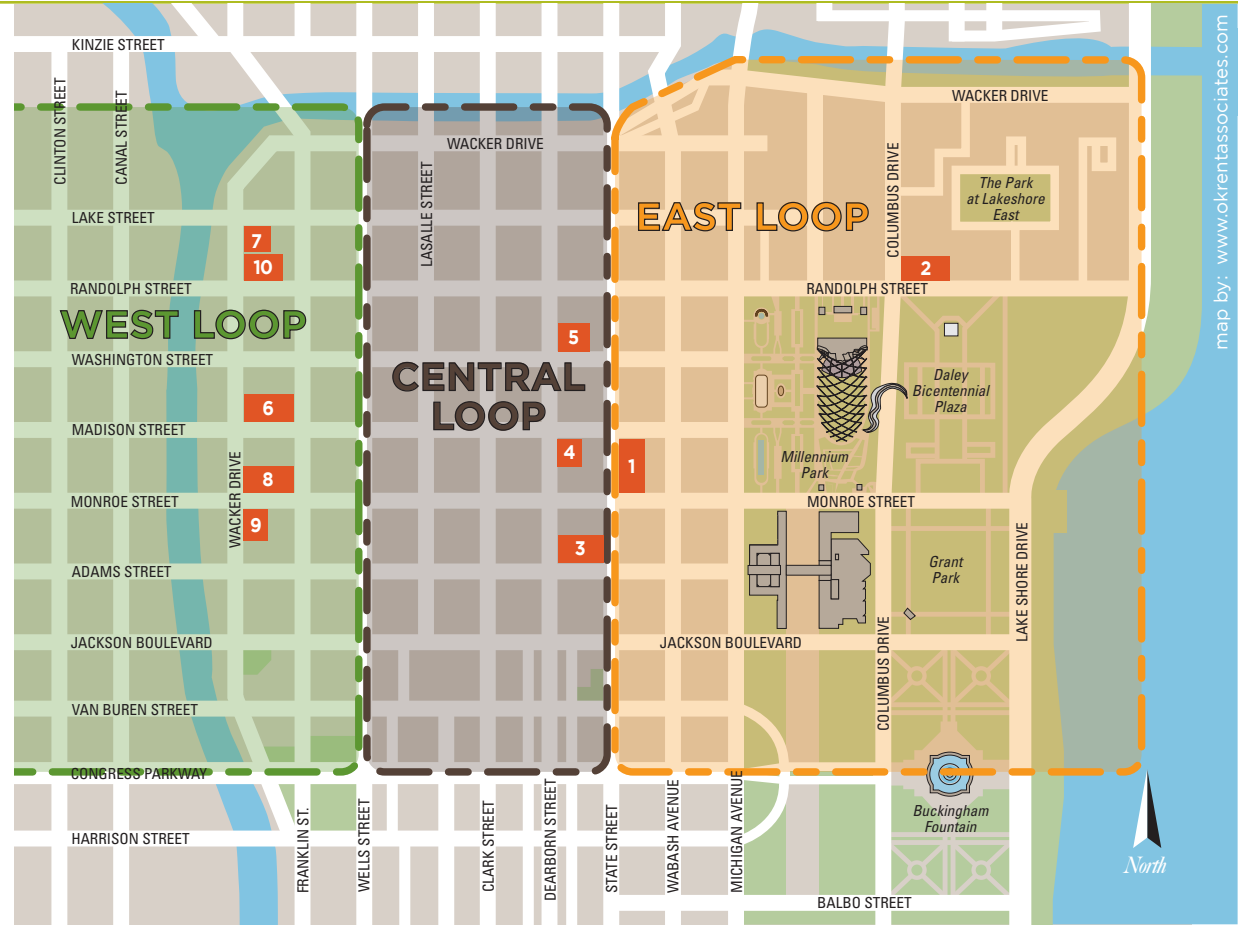 KINZIE STREET
CLINTON STREET
CANAL STREET
WACKER DRIVE
WACKER DRIVE
LASALLE STREET
COLUMBUS DRIVE
The Park
at Lakeshore
East
LAKE STREET
EAST LOOP
7
10
2
RANDOLPH STREET
RANDOLPH STREET
WEST LOOP
5
WASHINGTON STREET
CENTRAL
LOOP
Daley
Bicentennial
Plaza
6
MADISON STREET
4
1
Millennium
Park
WACKER DRIVE
8
MONROE STREET
MONROE STREET
9
3
ADAMS STREET
Grant
Park
LAKE SHORE DRIVE
JACKSON BOULEVARD
JACKSON BOULEVARD
COLUMBUS DRIVE
VAN BUREN STREET
CONGRESS PARKWAY
HARRISON STREET
FRANKLIN ST.
WELLS STREET
CLARK STREET
DEARBORN STREET
STATE STREET
WABASH AVENUE
MICHIGAN AVENUE
Buckingham
Fountain
BALBO STREET
North
map by: www.okrentassociates.com